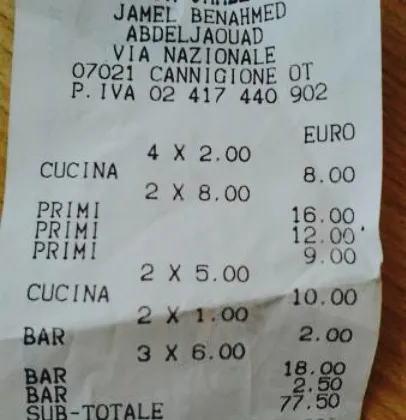 JAMEL BENAHMED
ABDELJAOUAD
VIA NAZIONALE
07021 CANNIGIONE OT
P. IVA 02 417 440 902
EURO
4 X 2.00
CUCINA 8.00
2 X 8.00
PRIMI 16.00
PRIMI 12.00
PRIMI 9.00
2 X 5.00
CUCINA 10.00
2 X 1.00
BAR 2.00
3 X 6.00
BAR 18.00
BAR 2.50
SUB-TOTALE 77.50